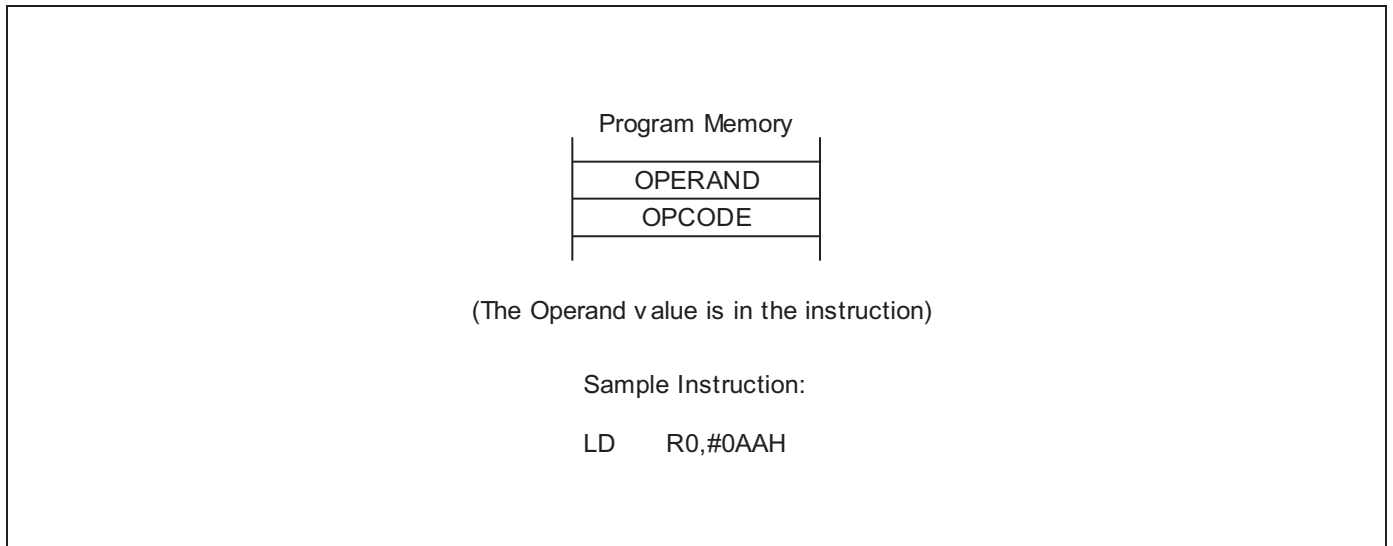 Program Memory
OPERAND
OPCODE
(The Operand value is in the instruction)
Sample Instruction:
LD R0,#0AAH